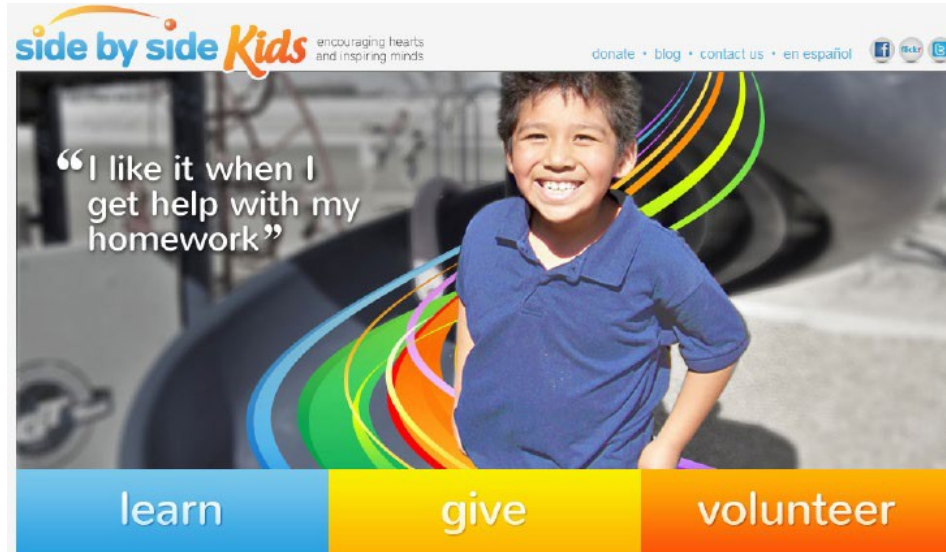 side by side Kids
encouraging hearts
and inspiring minds
donate • blog • contact us • en español
flickr
“I like it when I
get help with my
homework”
learn
give
volunteer